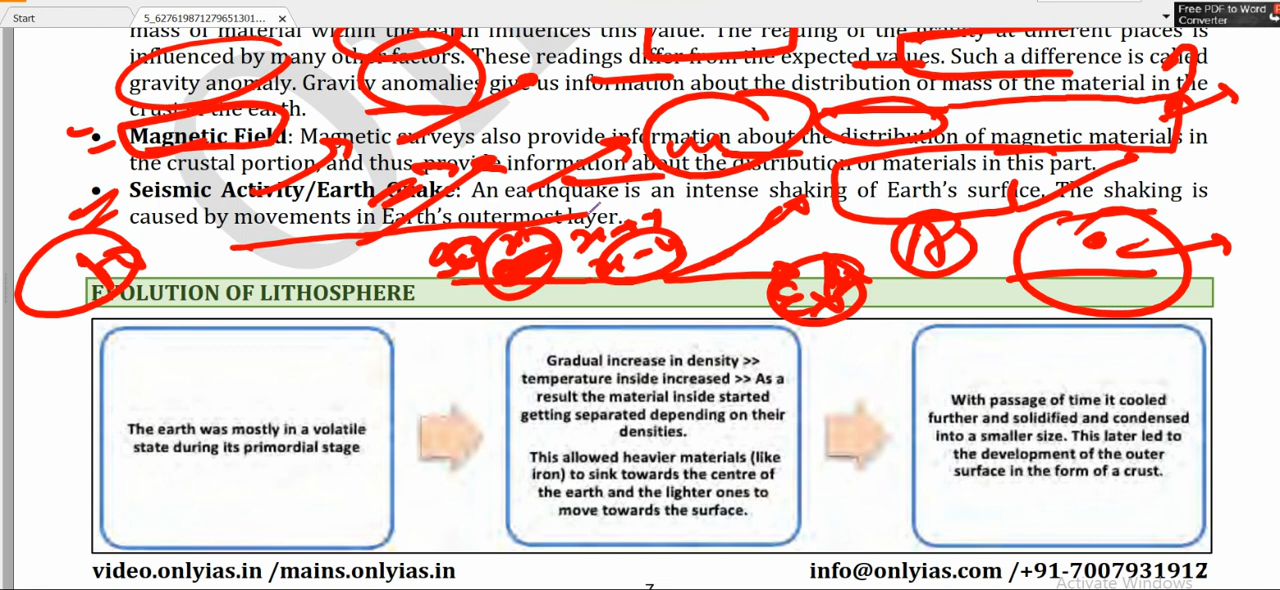 Start
5_627619871279651301...
Free PDF to Word
Converter
mass of material within the earth influences this value. The reading of the gravity at different places is
influenced by many other factors. These readings differ from the expected values. Such a difference is called
gravity anomaly. Gravity anomalies give us information about the distribution of mass of the material in the
crust of the earth.
• Magnetic Field: Magnetic surveys also provide information about the distribution of magnetic materials in
the crustal portion, and thus, provide information about the distribution of materials in this part.
• Seismic Activity/Earth Quake: An earthquake is an intense shaking of Earth's surface. The shaking is
caused by movements in Earth's outermost layer.
EVOLUTION OF LITHOSPHERE
The earth was mostly in a volatile
state during its primordial stage
Gradual increase in density >>
temperature inside increased >> As a
result the material inside started
getting separated depending on their
densities.
This allowed heavier materials (like
iron) to sink towards the centre of
the earth and the lighter ones to
move towards the surface.
With passage of time it cooled
further and solidified and condensed
into a smaller size. This later led to
the development of the outer
surface in the form of a crust.
video.onlyias.in /mains.onlyias.in
info@onlyias.com /+91-7007931912
Activate Windows